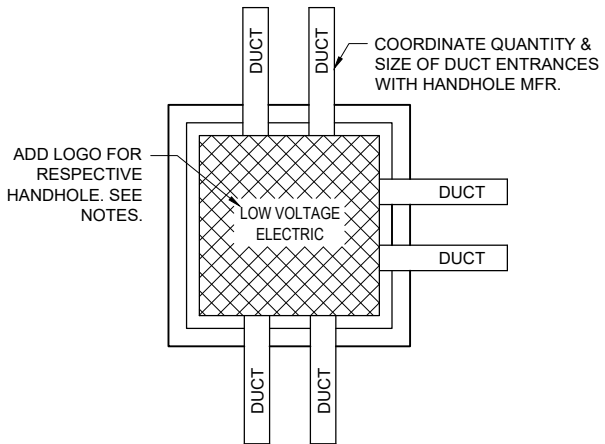 DUCT
DUCT
COORDINATE QUANTITY &
SIZE OF DUCT ENTRANCES
WITH HANDHOLE MFR.
ADD LOGO FOR
RESPECTIVE
HANDHOLE. SEE
NOTES.
LOW VOLTAGE
ELECTRIC
DUCT
DUCT
DUCT
DUCT